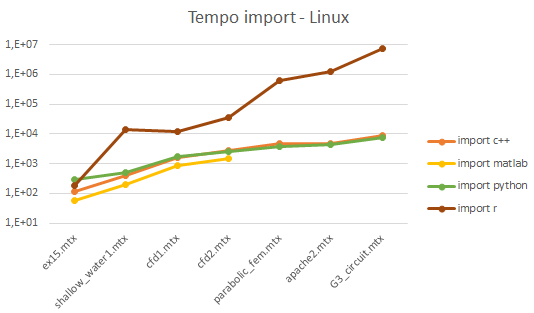 Tempo import - Linux
1,E+07
1,E+06
1,E+05
1,E+04
1,E+03
1,E+02
1,E+01
import c++
import matlab
import python
import r
ex15.mtx
shallow_water1.mtx
cfd1.mtx
cfd2.mtx
parabolic_fem.mtx
apache2.mtx
G3_circuit.mtx